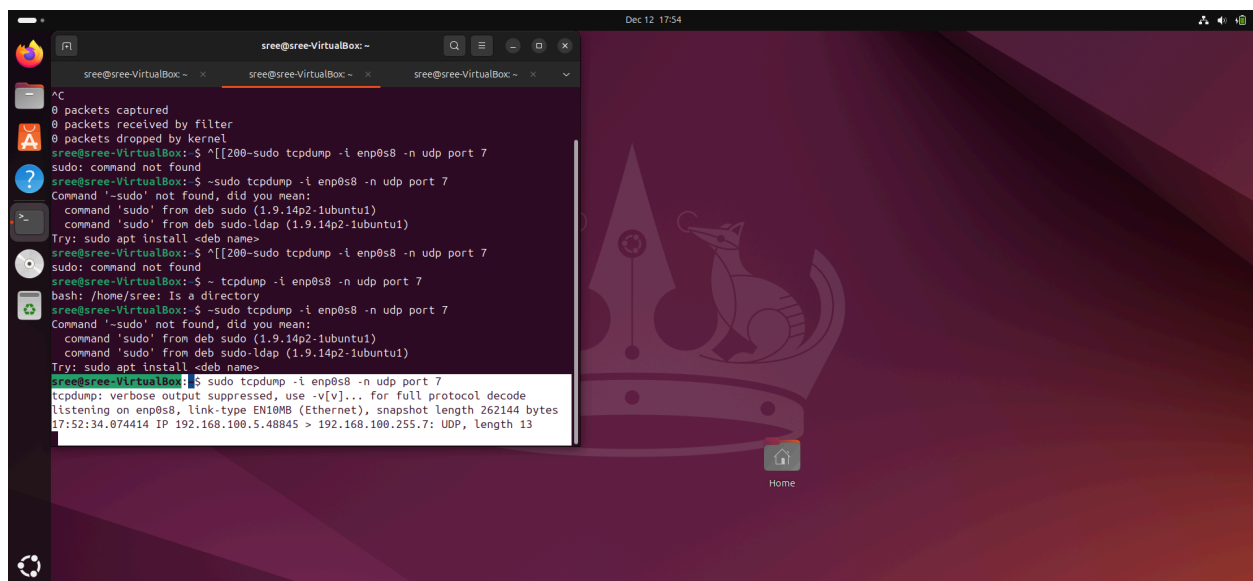 Dec 12 17:54
sree@sree-VirtualBox: ~
sree@sree-VirtualBox: ~ × sree@sree-VirtualBox: ~ × sree@sree-VirtualBox: ~ ×
^C
0 packets captured
0 packets received by filter
0 packets dropped by kernel
sree@sree-VirtualBox:~$ ^[[200~sudo tcpdump -i enp0s8 -n udp port 7
sudo: command not found
sree@sree-VirtualBox:~$ ~sudo tcpdump -i enp0s8 -n udp port 7
Command '~sudo' not found, did you mean:
  command 'sudo' from deb sudo (1.9.14p2-1ubuntu1)
  command 'sudo' from deb sudo-ldap (1.9.14p2-1ubuntu1)
Try: sudo apt install <deb name>
sree@sree-VirtualBox:~$ ^[[200~sudo tcpdump -i enp0s8 -n udp port 7
sudo: command not found
sree@sree-VirtualBox:~$ ~ tcpdump -i enp0s8 -n udp port 7
bash: /home/sree: Is a directory
sree@sree-VirtualBox:~$ ~sudo tcpdump -i enp0s8 -n udp port 7
Command '~sudo' not found, did you mean:
  command 'sudo' from deb sudo (1.9.14p2-1ubuntu1)
  command 'sudo' from deb sudo-ldap (1.9.14p2-1ubuntu1)
Try: sudo apt install <deb name>
sree@sree-VirtualBox:~$ sudo tcpdump -i enp0s8 -n udp port 7
tcpdump: verbose output suppressed, use -v[v]... for full protocol decode
listening on enp0s8, link-type EN10MB (Ethernet), snapshot length 262144 bytes
17:52:34.074414 IP 192.168.100.5.48845 > 192.168.100.255.7: UDP, length 13
Home